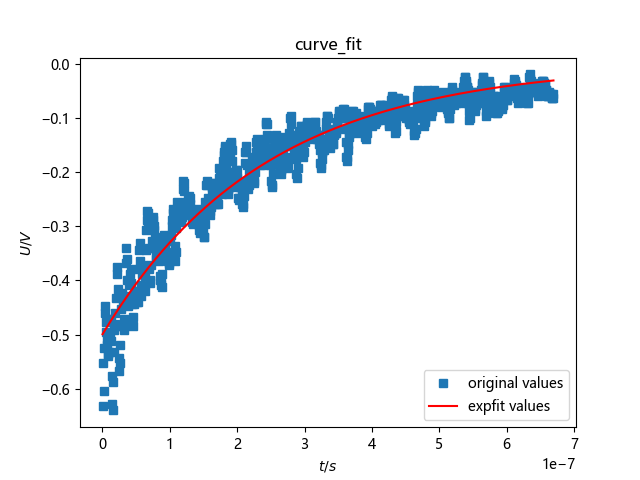 curve_fit
0.0
−0.1
−0.2
−0.3
−0.4
−0.5
−0.6
U/V
original values
expfit values
0 1 2 3 4 5 6 7
1e−7
t/s